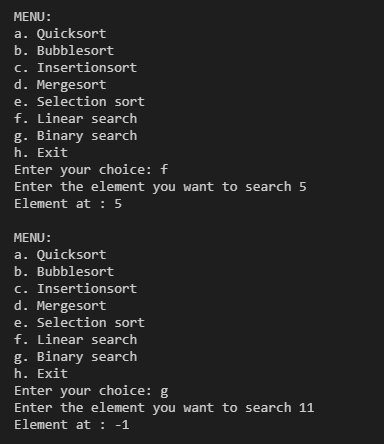 MENU:
a. Quicksort
b. Bubblesort
c. Insertionsort
d. Mergesort
e. Selection sort
f. Linear search
g. Binary search
h. Exit
Enter your choice: f
Enter the element you want to search 5
Element at : 5
MENU:
a. Quicksort
b. Bubblesort
c. Insertionsort
d. Mergesort
e. Selection sort
f. Linear search
g. Binary search
h. Exit
Enter your choice: g
Enter the element you want to search 11
Element at : -1